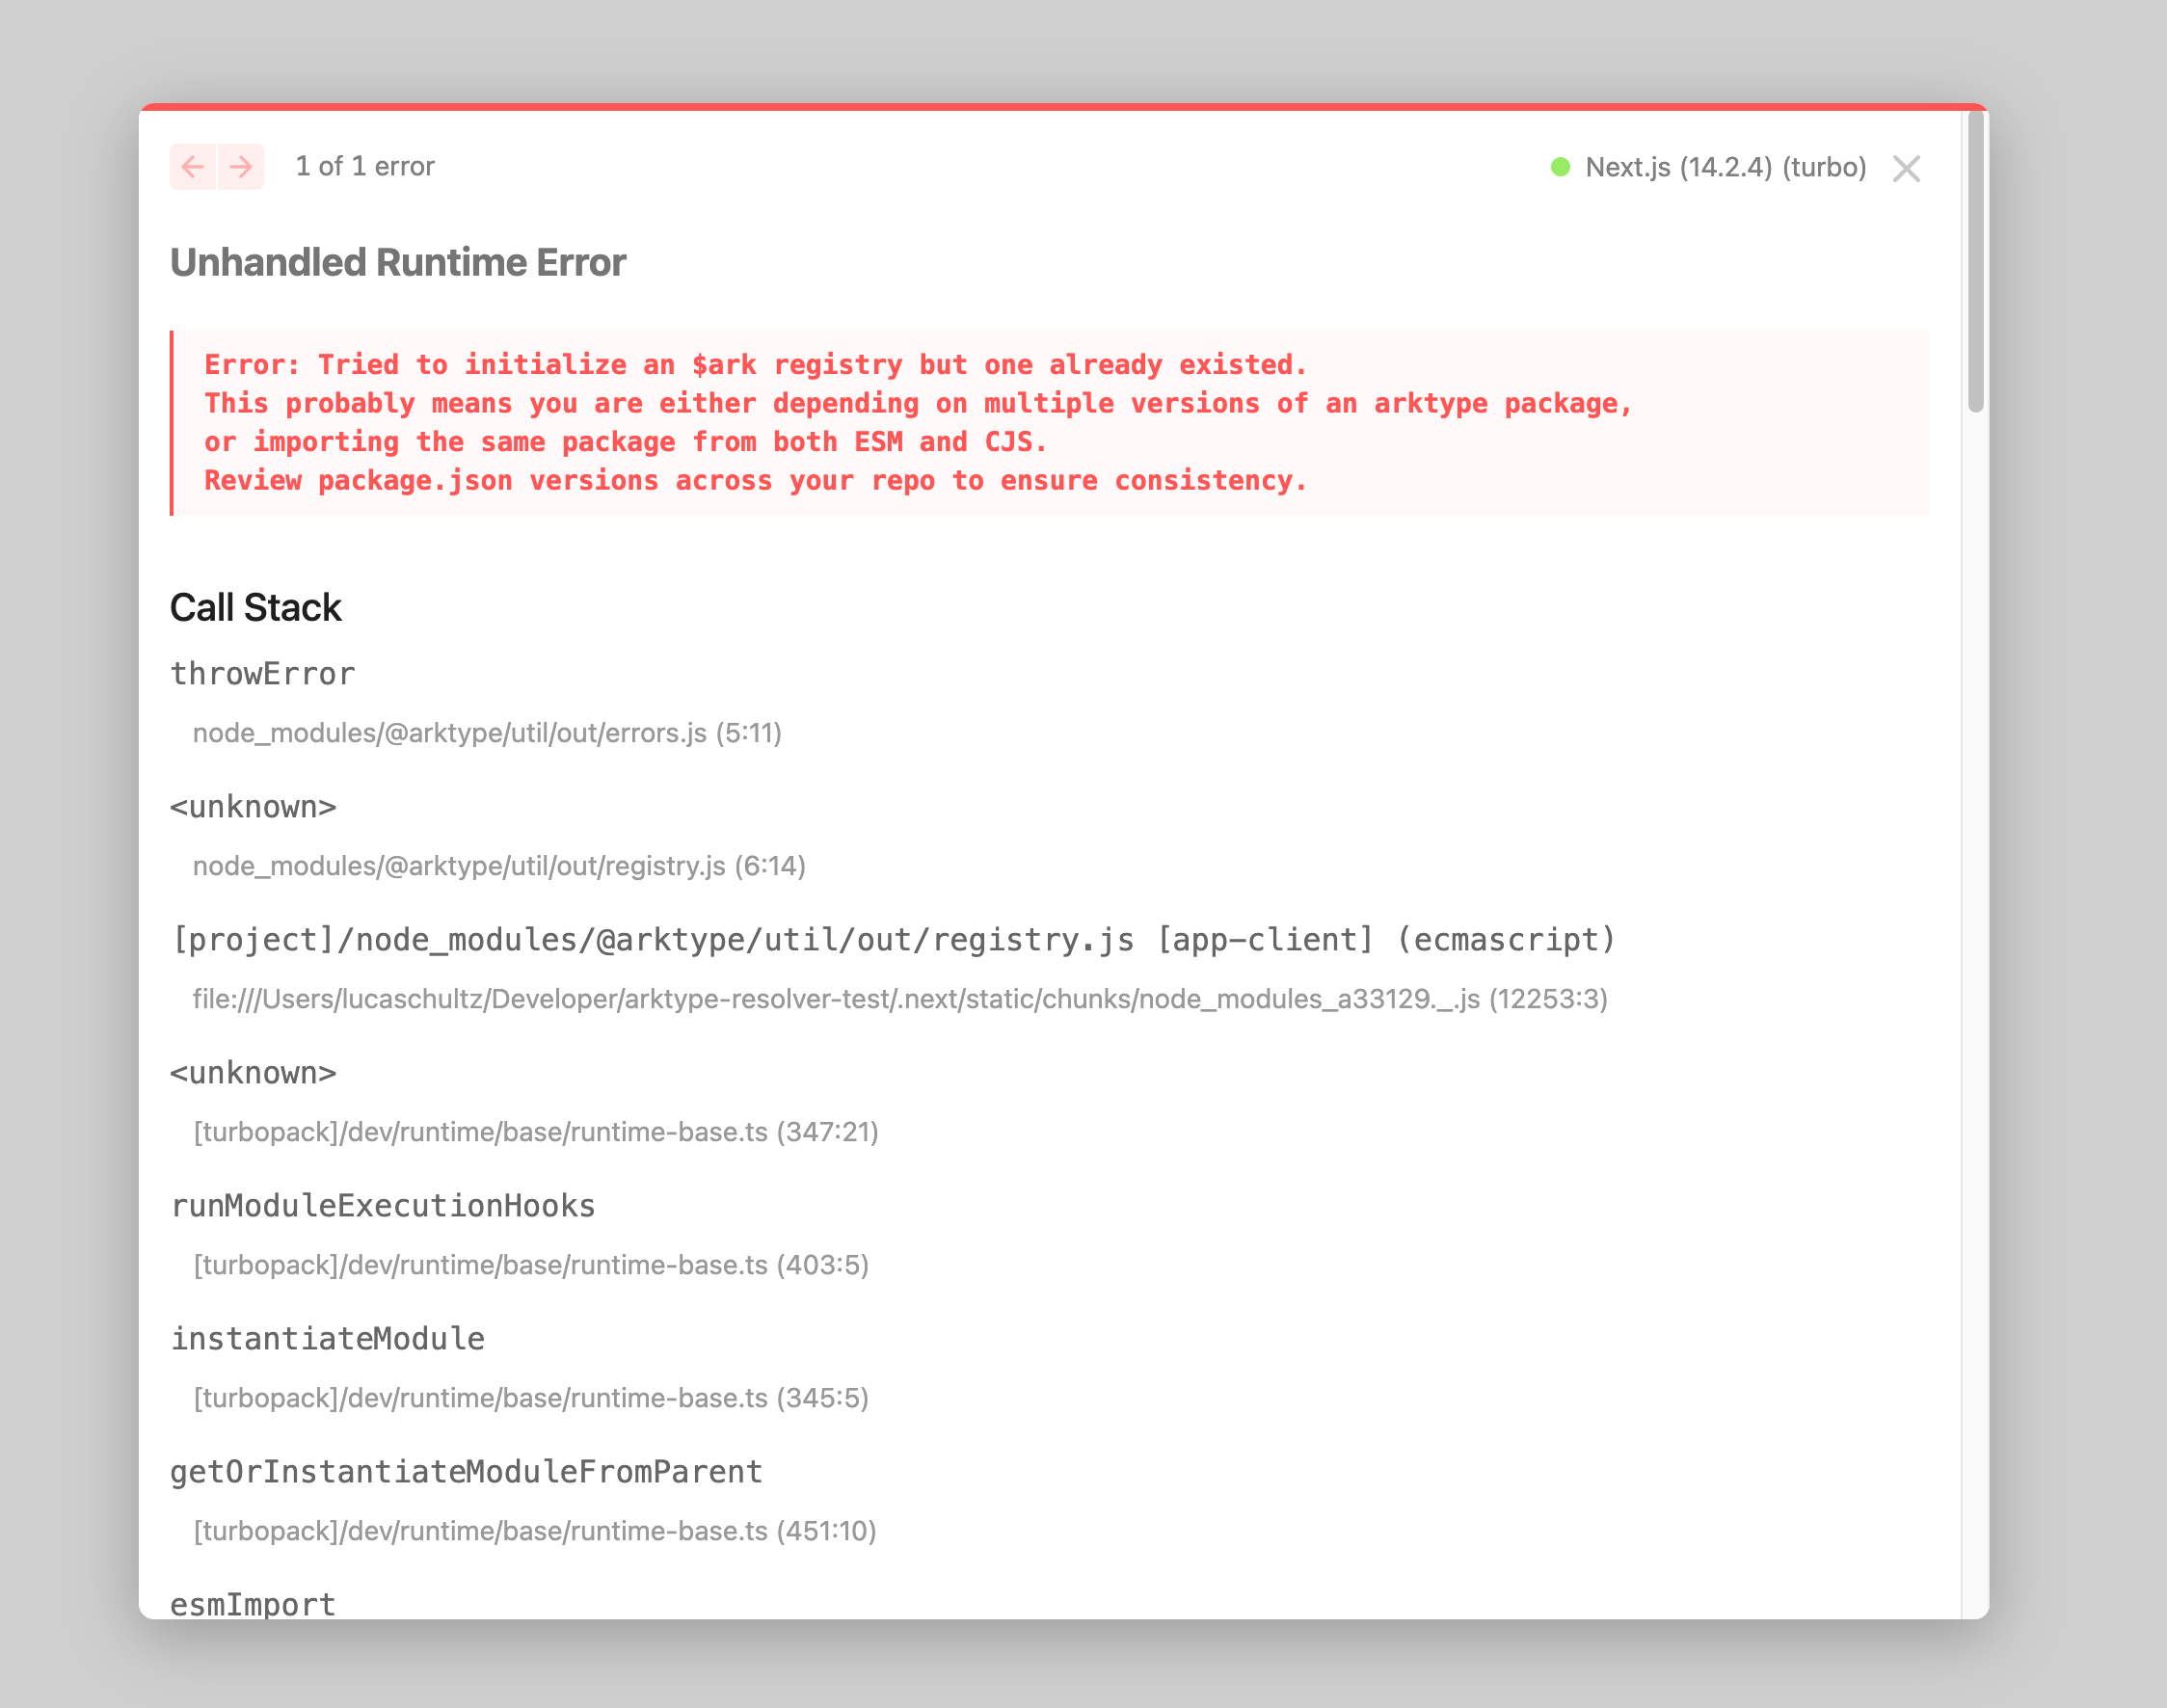 1 of 1 error
Next.js (14.2.4) (turbo)
Unhandled Runtime Error
Error: Tried to initialize an $ark registry but one already existed.
This probably means you are either depending on multiple versions of an arktype package,
or importing the same package from both ESM and CJS.
Review package.json versions across your repo to ensure consistency.
Call Stack
throwError
node_modules/@arktype/util/out/errors.js (5:11)
<unknown>
node_modules/@arktype/util/out/registry.js (6:14)
[project]/node_modules/@arktype/util/out/registry.js [app-client] (ecmascript)
file:///Users/lucaschultz/Developer/arktype-resolver-test/.next/static/chunks/node_modules_a33129._.js (12253:3)
<unknown>
[turbopack]/dev/runtime/base/runtime-base.ts (347:21)
runModuleExecutionHooks
[turbopack]/dev/runtime/base/runtime-base.ts (403:5)
instantiateModule
[turbopack]/dev/runtime/base/runtime-base.ts (345:5)
getOrInstantiateModuleFromParent
[turbopack]/dev/runtime/base/runtime-base.ts (451:10)
esmImport